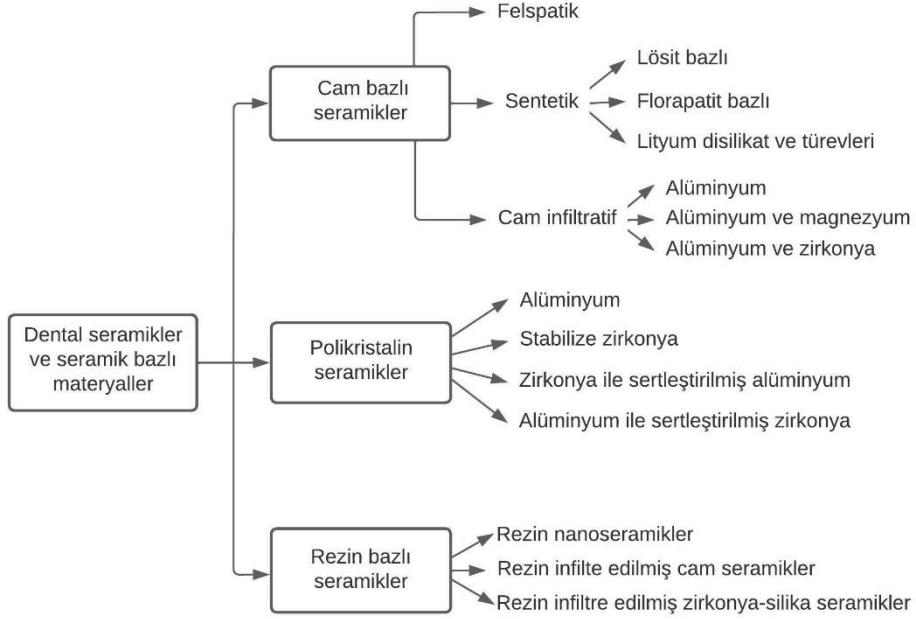 Felspatik
Cam bazlı
seramikler
Sentetik
Lösit bazlı
Florapatit bazlı
Lityum disilikat ve türevleri
Cam infiltratif
Alüminyum
Alüminyum ve magnezyum
Alüminyum ve zirkonya
Dental seramikler
ve seramik bazlı
materyaller
Polikristalin
seramikler
Alüminyum
Stabilize zirkonya
Zirkonya ile sertleştirilmiş alüminyum
Alüminyum ile sertleştirilmiş zirkonya
Rezin bazlı
seramikler
Rezin nanoseramikler
Rezin infilte edilmiş cam seramikler
Rezin infiltre edilmiş zirkonya-silika seramikler